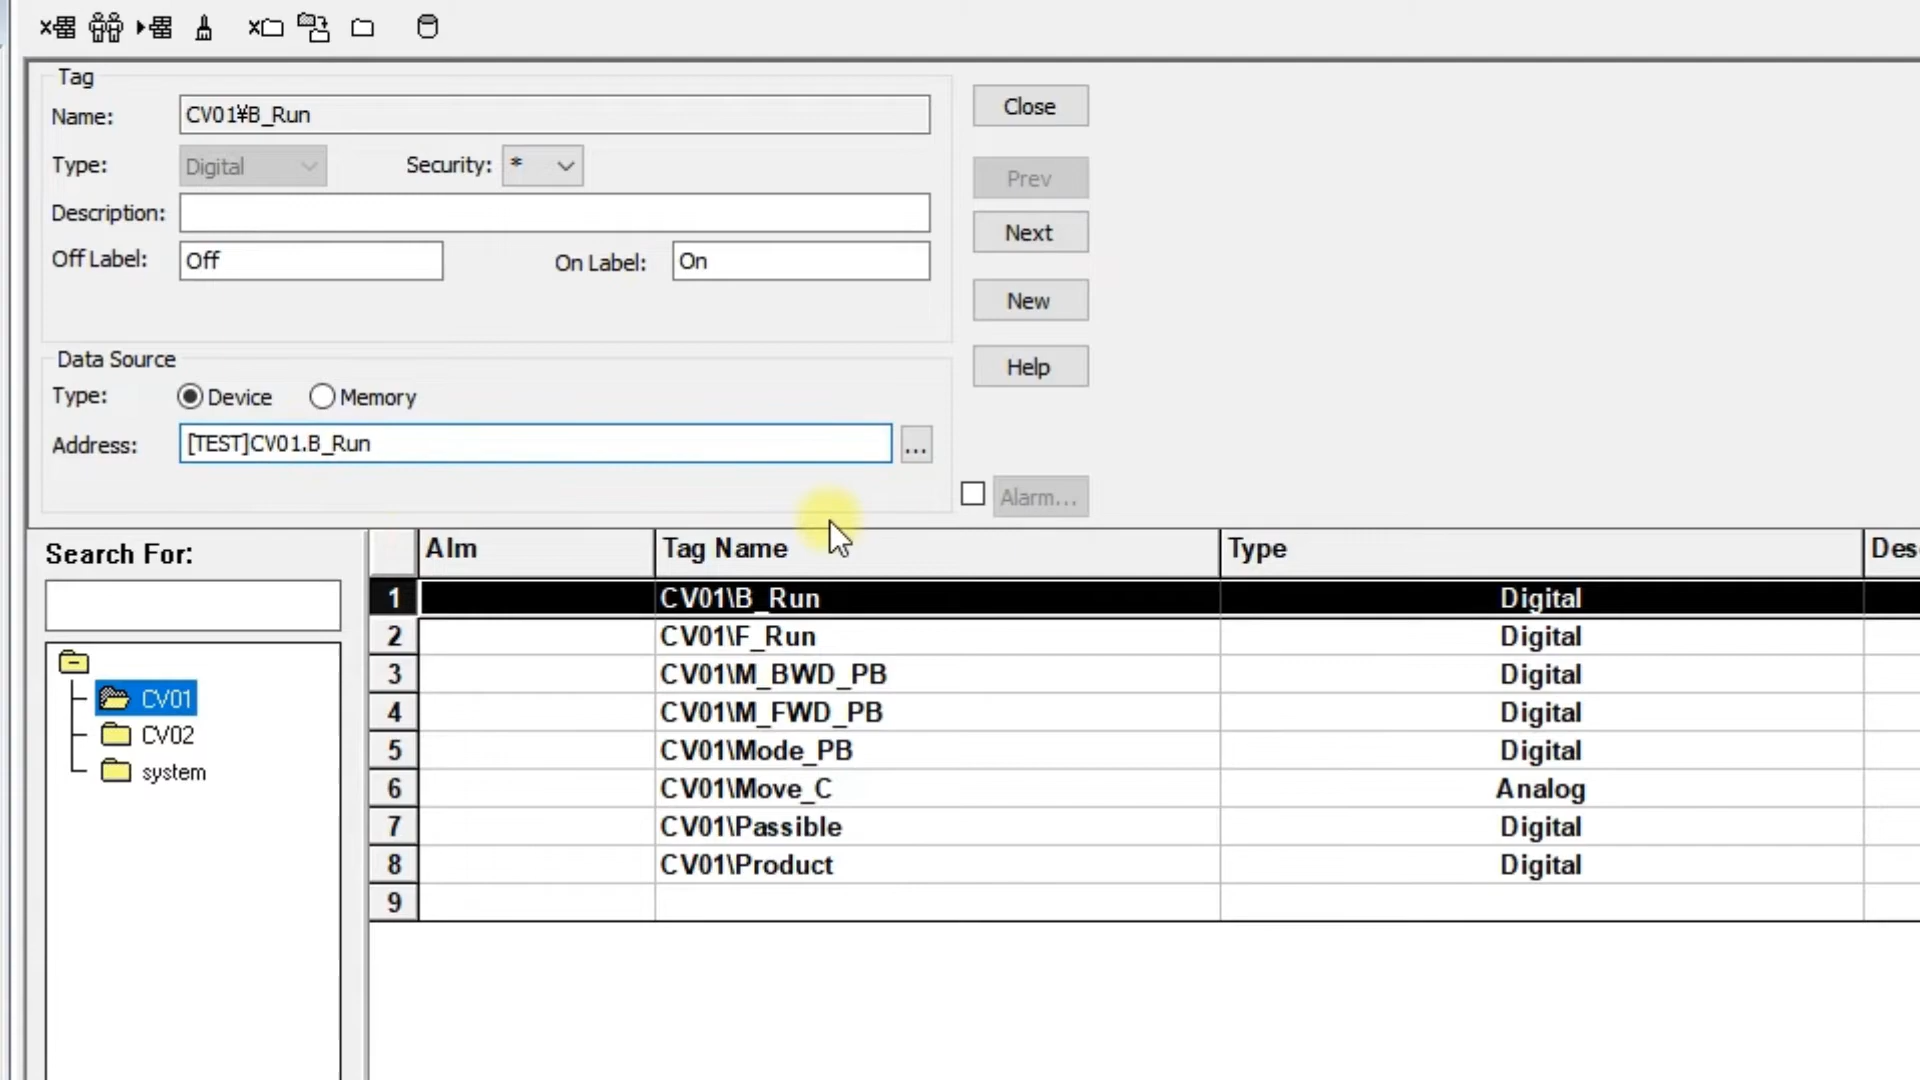 Tag
Name: CV01¥B_Run
Close
Type: Digital Security: *
Prev
Description:
Next
Off Label: Off On Label: On
New
Data Source
Help
Type: Device Memory
Address: [TEST]CV01.B_Run ...
Alarm...
Search For:
CV01
CV02
system
Alm Tag Name Type Des
1 CV01\B_Run Digital
2 CV01\F_Run Digital
3 CV01\M_BWD_PB Digital
4 CV01\M_FWD_PB Digital
5 CV01\Mode_PB Digital
6 CV01\Move_C Analog
7 CV01\Passible Digital
8 CV01\Product Digital
9